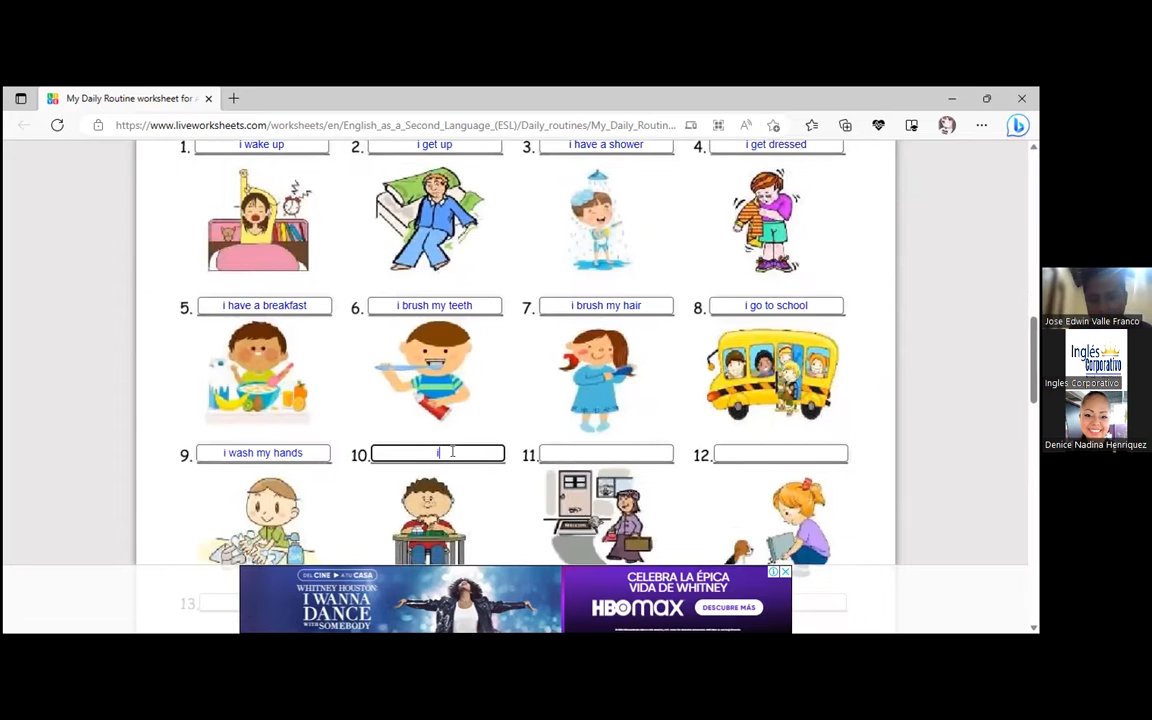 My Daily Routine worksheet for
https://www.liveworksheets.com/worksheets/en/English_as_a_Second_Language_(ESL)/Daily_routines/My_Daily_Routin...
1. i wake up
2. i get up
3. i have a shower
4. i get dressed
5. i have a breakfast
6. i brush my teeth
7. i brush my hair
8. i go to school
9. i wash my hands
10. i
11.
12.
13.
DEL CINE A TU CASA
WHITNEY HOUSTON:
I WANNA
DANCE
WITH SOMEBODY
CELEBRA LA ÉPICA
VIDA DE WHITNEY
HBOMAX
DESCUBRE MÁS
Jose Edwin Valle Franco
Inglés
Corporativo
Ingles Corporativo
Denice Nadina Henriquez